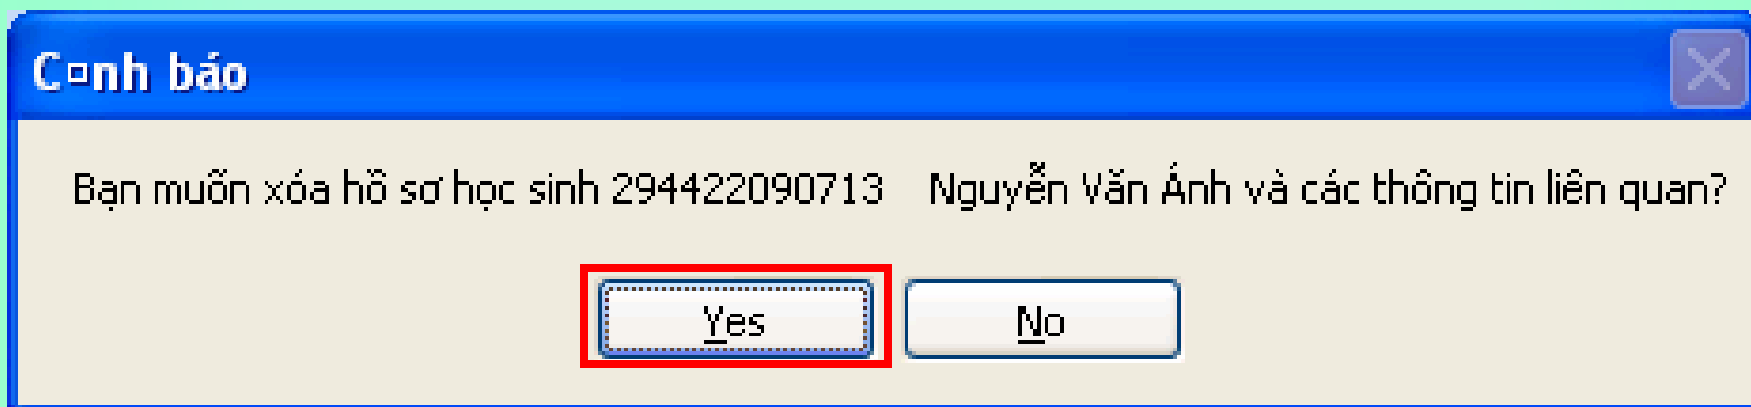 C¤nh báo
Bạn muốn xóa hồ sơ học sinh 294422090713 Nguyễn Văn Ánh và các thông tin liên quan?
Yes No